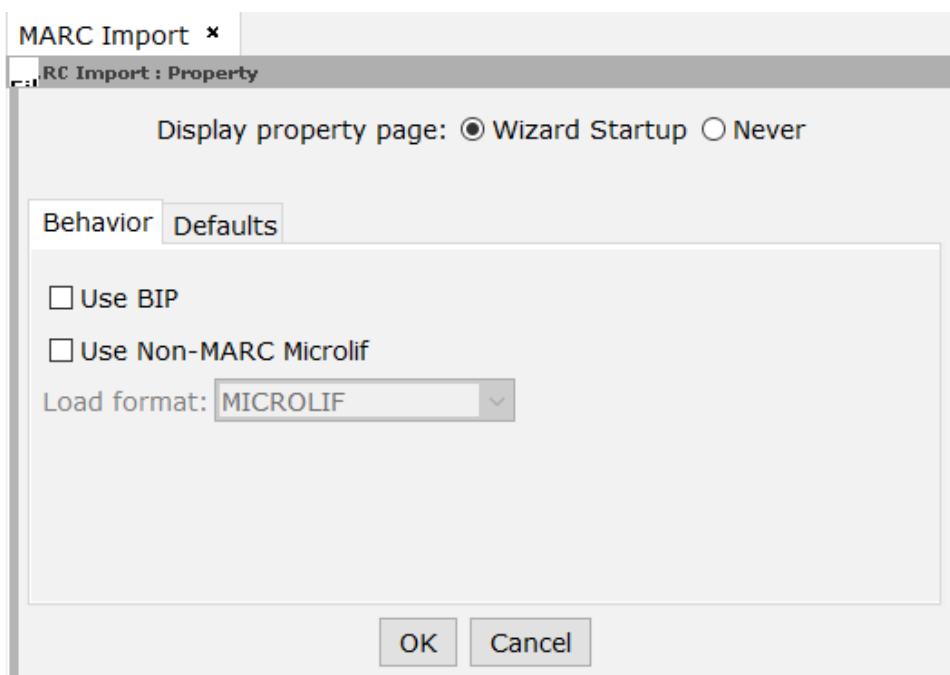 MARC Import ×
RC Import : Property
Display property page: Wizard Startup Never
Behavior Defaults
Use BIP
Use Non-MARC Microlif
Load format: MICROLIF
OK Cancel